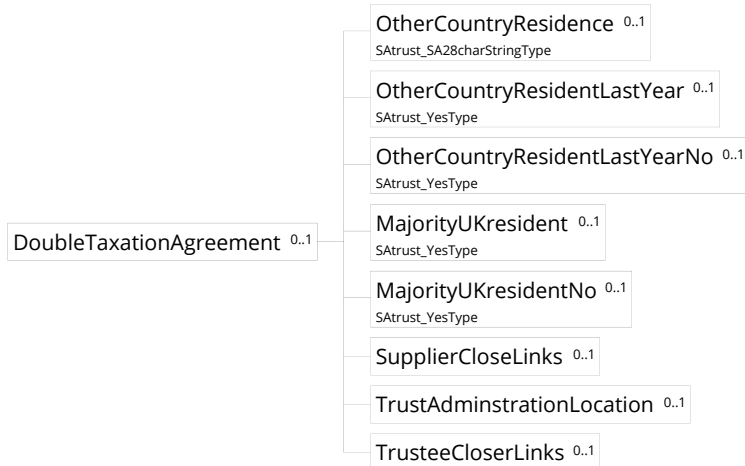 OtherCountryResidence 0..1
SAtrust_SA28charStringType
OtherCountryResidentLastYear 0..1
SAtrust_YesType
OtherCountryResidentLastYearNo 0..1
SAtrust_YesType
MajorityUKresident 0..1
SAtrust_YesType
DoubleTaxationAgreement 0..1
MajorityUKresidentNo 0..1
SAtrust_YesType
SupplierCloseLinks 0..1
TrustAdminstrationLocation 0..1
TrusteeCloserLinks 0..1